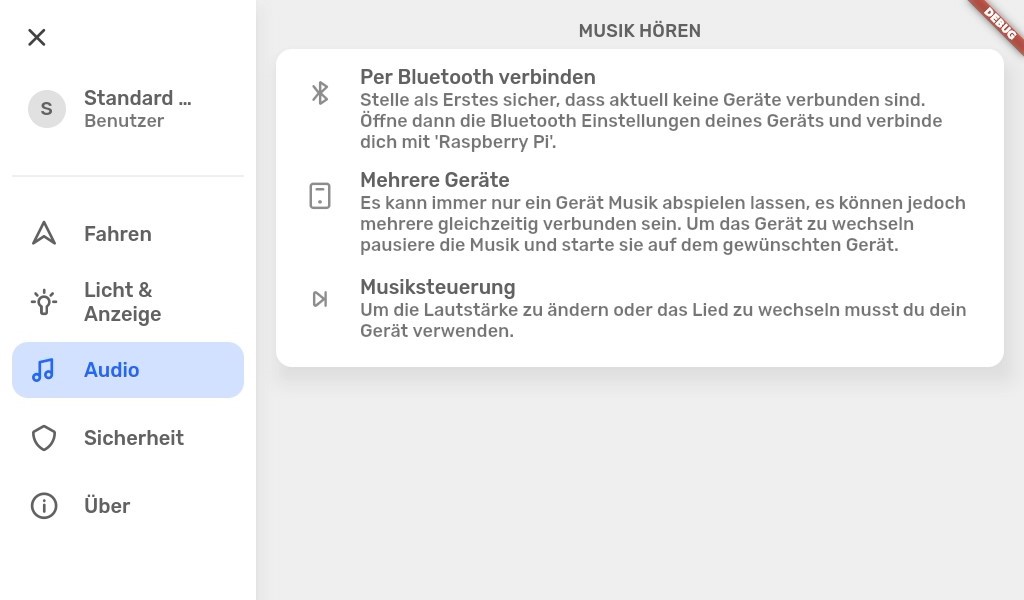 MUSIK HÖREN
DEBUG
S
Standard ...
Benutzer
Fahren
Licht &
Anzeige
Audio
Sicherheit
Über
Per Bluetooth verbinden
Stelle als Erstes sicher, dass aktuell keine Geräte verbunden sind.
Öffne dann die Bluetooth Einstellungen deines Geräts und verbinde
dich mit 'Raspberry Pi'.
Mehrere Geräte
Es kann immer nur ein Gerät Musik abspielen lassen, es können jedoch
mehrere gleichzeitig verbunden sein. Um das Gerät zu wechseln
pausiere die Musik und starte sie auf dem gewünschten Gerät.
Musiksteuerung
Um die Lautstärke zu ändern oder das Lied zu wechseln musst du dein
Gerät verwenden.